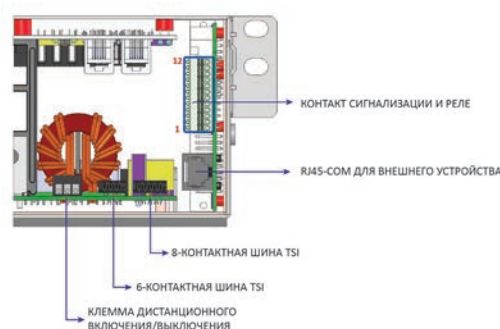 12
КОНТАКТ СИГНАЛИЗАЦИИ И РЕЛЕ
1
RJ45-COM ДЛЯ ВНЕШНЕГО УСТРОЙСТВА
8-КОНТАКТНАЯ ШИНА TSI
6-КОНТАКТНАЯ ШИНА TSI
КЛЕММА ДИСТАНЦИОННОГО
ВКЛЮЧЕНИЯ/ВЫКЛЮЧЕНИЯ